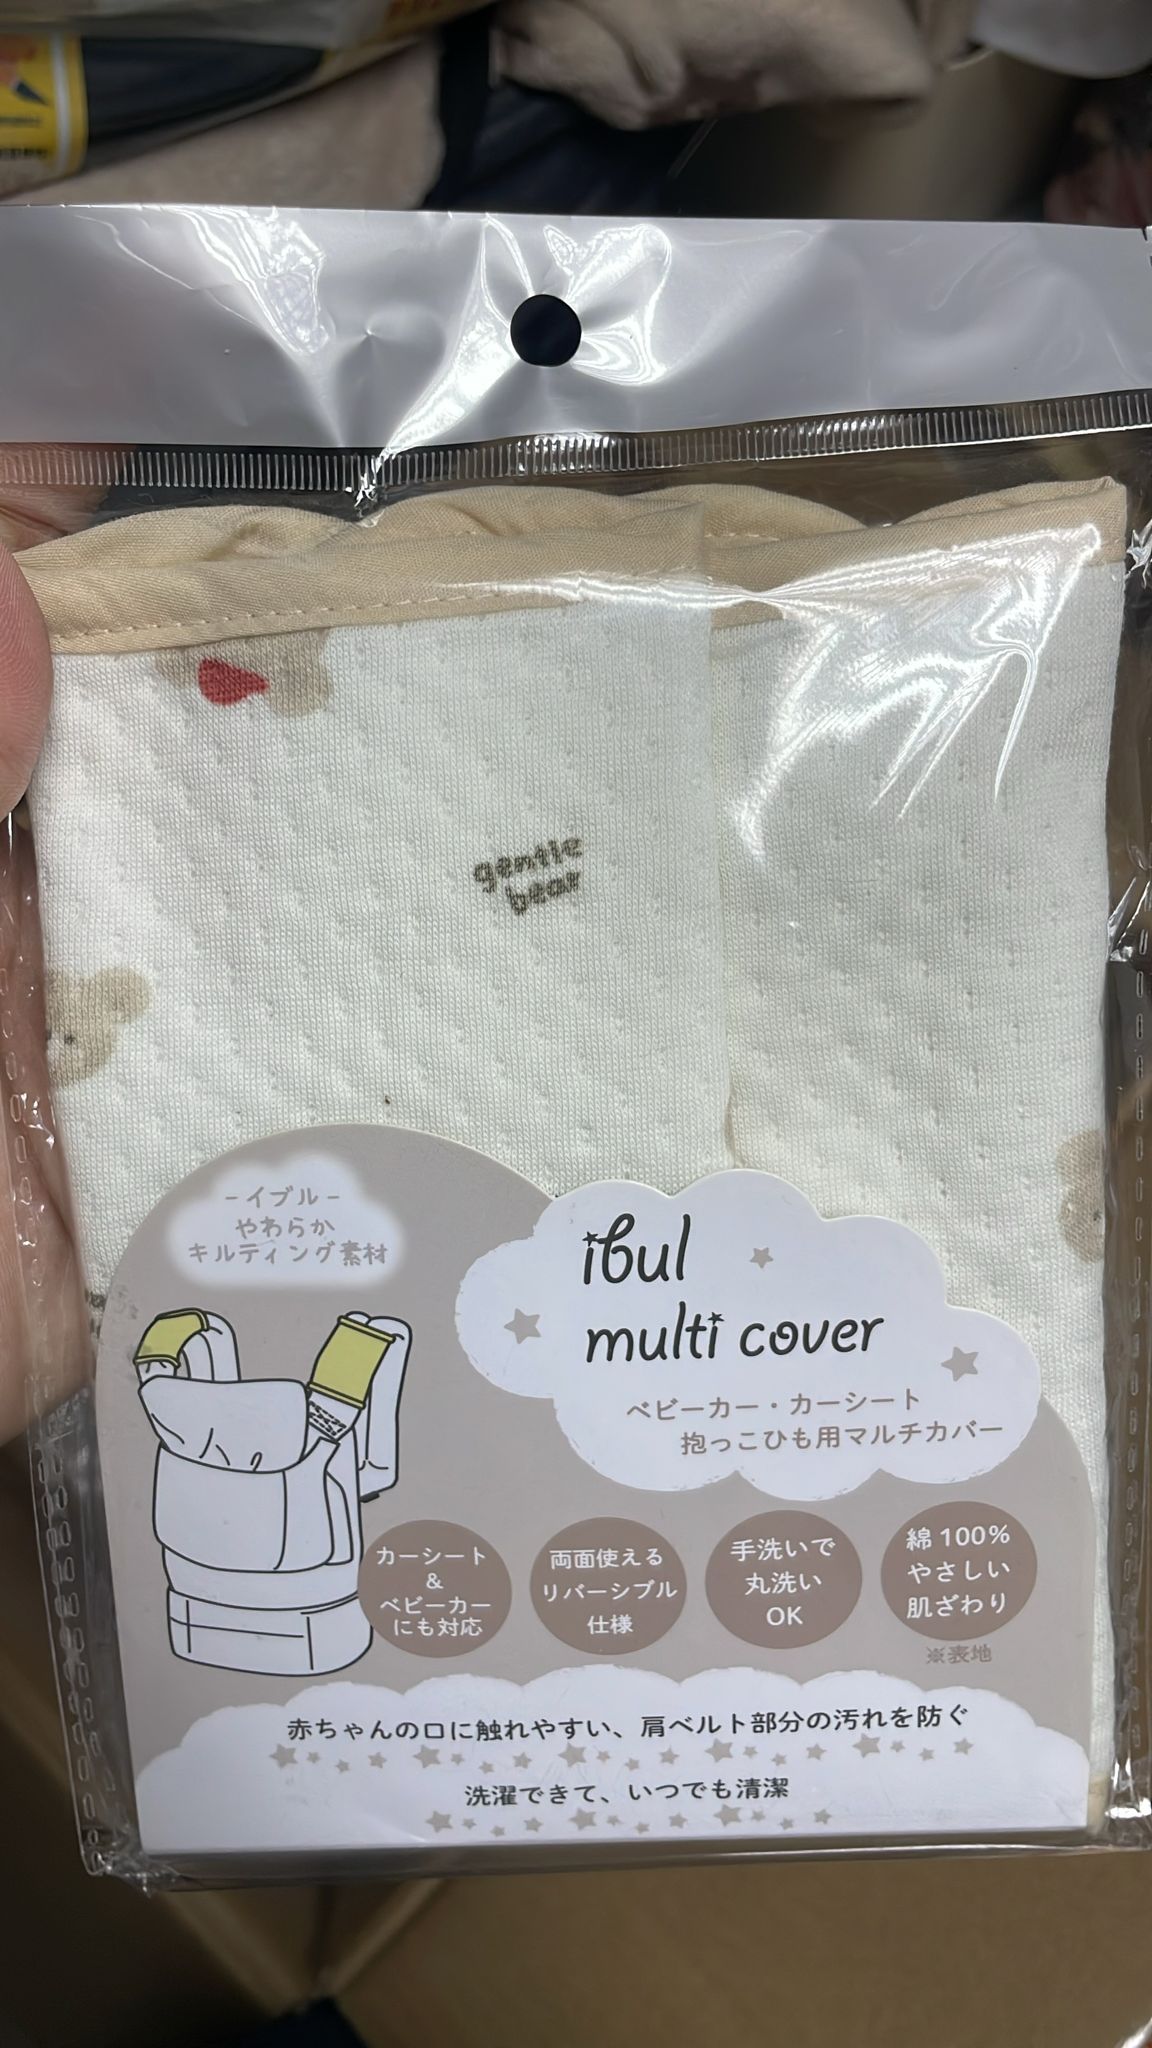 gentle
bear
-イブル-
やわらか
キルティング素材
ibul
multi cover
ベビーカー・カーシート
抱っこひも用マルチカバー
カーシート
&
ベビーカー
にも対応
両面使える
リバーシブル
仕様
手洗いで
丸洗い
OK
綿100%
やさしい
肌ざわり
※表地
赤ちゃんの口に触れやすい、肩ベルト部分の汚れを防ぐ
洗濯できて、いつでも清潔